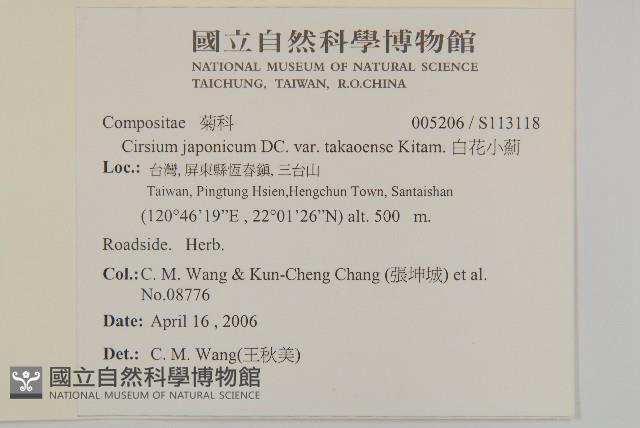 國立自然科學博物館
NATIONAL MUSEUM OF NATURAL SCIENCE
TAICHUNG, TAIWAN, R.O.CHINA
Compositae 菊科 005206 / S113118
Cirsium japonicum DC. var. takaoense Kitam. 白花小薊
Loc.: 台灣, 屏東縣恆春鎮, 三台山
Taiwan, Pingtung Hsien,Hengchun Town, Santaishan
(120°46’19”E , 22°01’26”N) alt. 500 m.
Roadside. Herb.
Col.: C. M. Wang & Kun-Cheng Chang (張坤城) et al.
No.08776
Date: April 16 , 2006
Det.: C. M. Wang(王秋美)
國立自然科學博物館
NATIONAL MUSEUM OF NATURAL SCIENCE